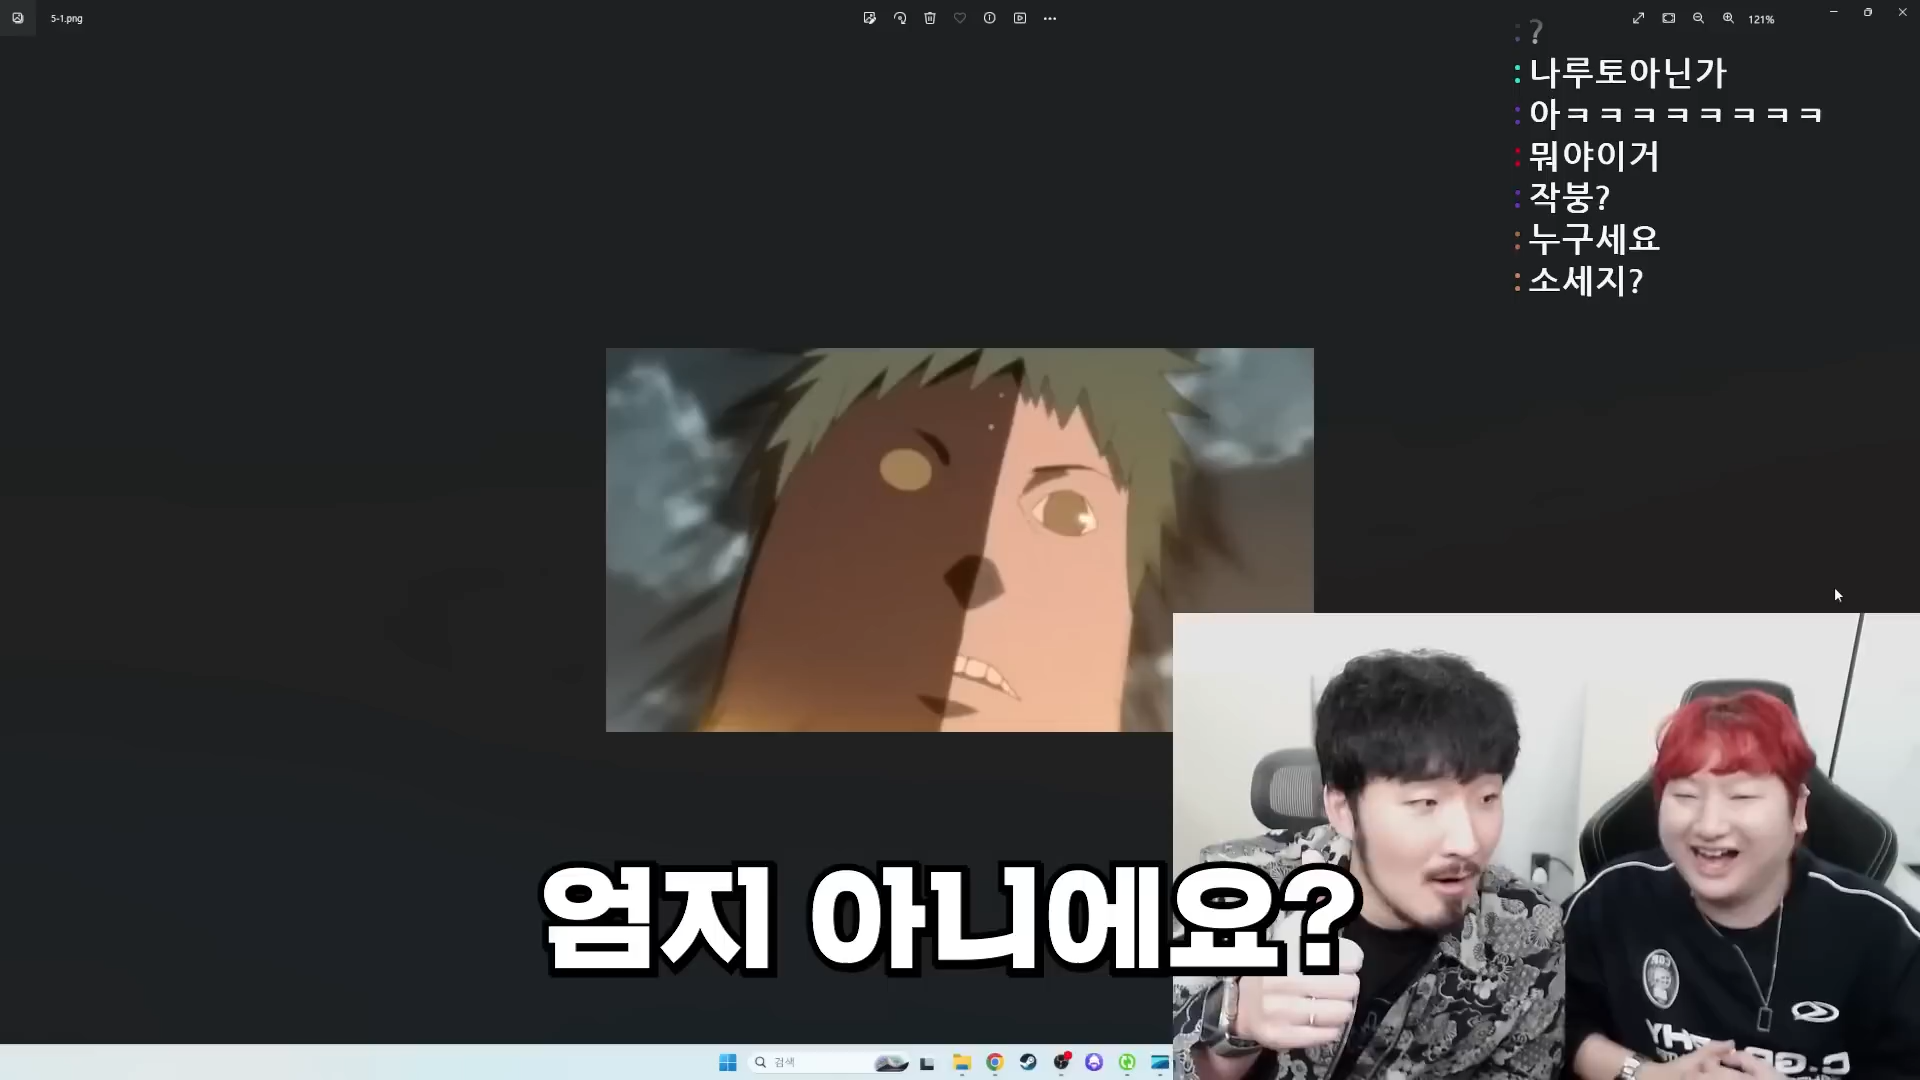 5-1.png
121%
: ?
: 나루토아닌가
: 아ㅋㅋㅋㅋㅋㅋㅋㅋ
: 뭐야이거
: 작붕?
: 누구세요
: 소세지?
엄지 아니에요?
검색